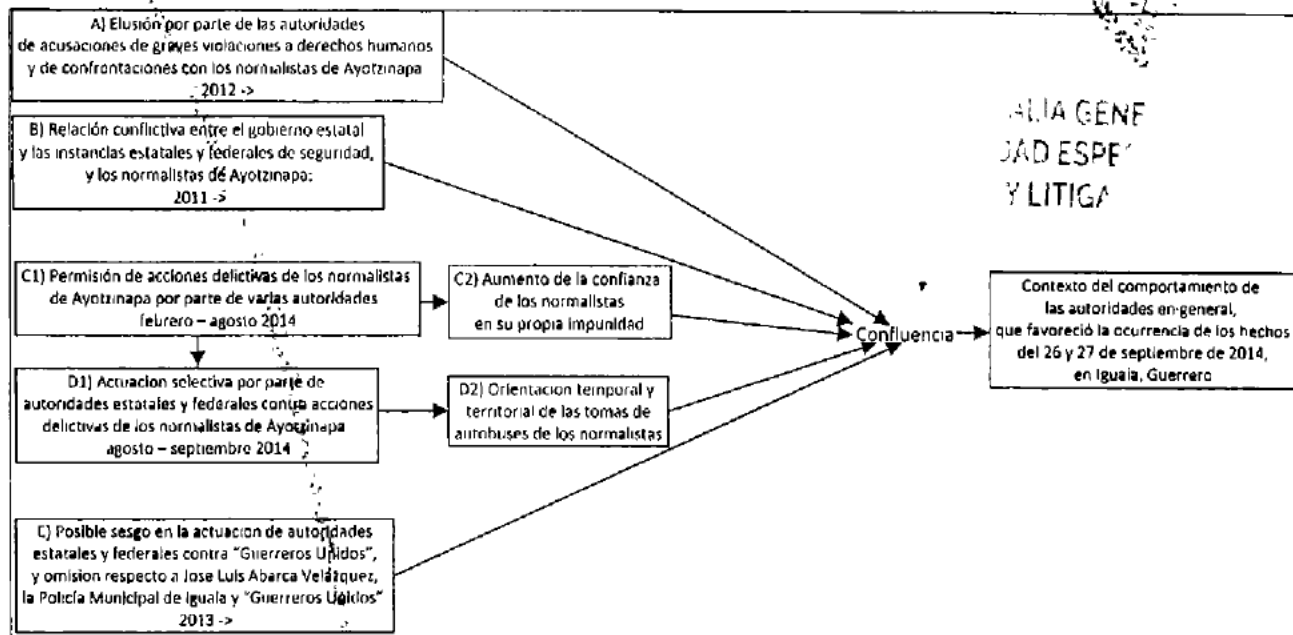 A) Elusión por parte de las autoridades
de acusaciones de graves violaciones a derechos humanos
y de confrontaciones con los normalistas de Ayotzinapa
2012 ->
B) Relación conflictiva entre el gobierno estatal
y las instancias estatales y federales de seguridad,
y los normalistas de Ayotzinapa:
2011 ->
C1) Permisión de acciones delictivas de los normalistas
de Ayotzinapa por parte de varias autoridades
febrero – agosto 2014
C2) Aumento de la confianza
de los normalistas
en su propia impunidad
D1) Actuacion selectiva por parte de
autoridades estatales y federales contra acciones
delictivas de los normalistas de Ayotzinapa
agosto – septiembre 2014
D2) Orientacion temporal y
territorial de las tomas de
autobuses de los normalistas
E) Posible sesgo en la actuacion de autoridades
estatales y federales contra "Guerreros Unidos",
y omision respecto a Jose Luis Abarca Velázquez,
la Policía Municipal de Iguala y "Guerreros Unidos"
2013 ->
Confluencia
Contexto del comportamiento de
las autoridades en general,
que favoreció la ocurrencia de los hechos
del 26 y 27 de septiembre de 2014,
en Iguala, Guerrero
ALIA GENE
DAD ESPE
Y LITIGA